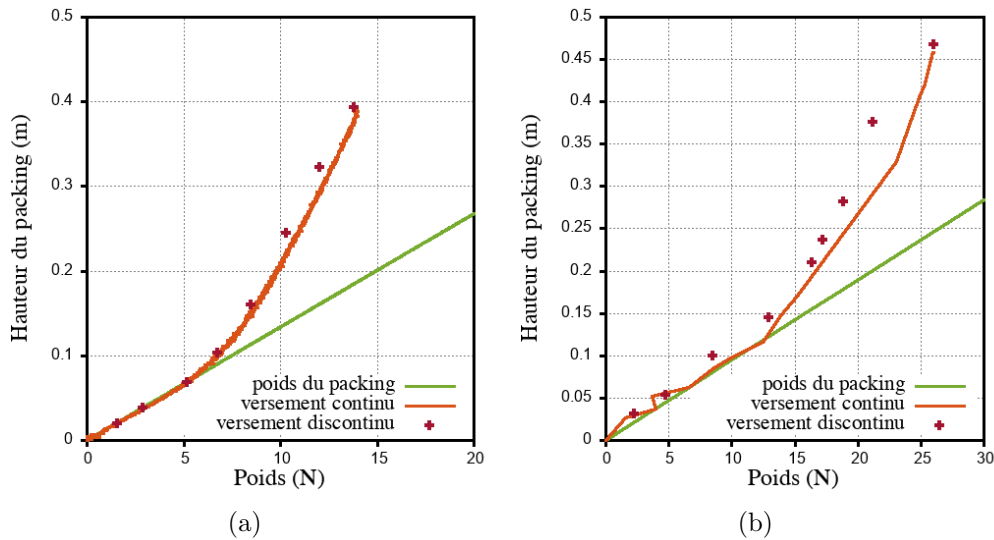 0.5
0.4
0.3
0.2
0.1
0
Hauteur du packing (m)
poids du packing
versement continu
versement discontinu
0 5 10 15 20
Poids (N)
(a)
0.5
0.45
0.4
0.35
0.3
0.25
0.2
0.15
0.1
0.05
0
Hauteur du packing (m)
poids du packing
versement continu
versement discontinu
0 5 10 15 20 25 30
Poids (N)
(b)